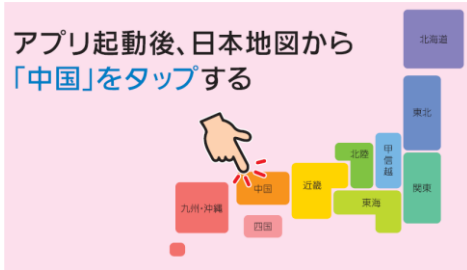 アプリ起動後、日本地図から
「中国」をタップする
北海道
東北
北陸
甲信越
関東
近畿
中国
東海
九州・沖縄
四国